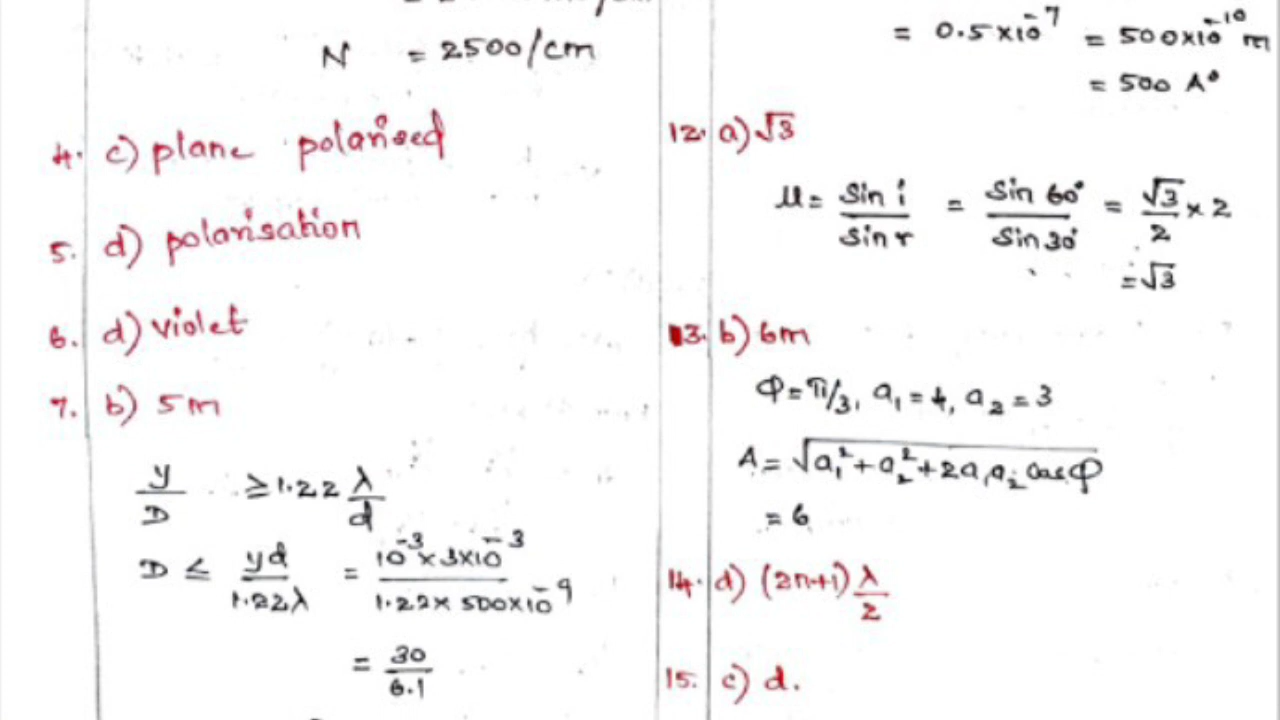 N = 2500/cm
4. c) plane polarised
5. d) polarisation
6. d) violet
7. b) 5m
y/D ≥ 1.22 λ/d
D ≤ yd/1.22λ = 10⁻³ × 3×10⁻³/1.22× 500×10⁻⁹
= 30/6.1
= 0.5×10⁻⁷ = 500×10⁻¹⁰ m
= 500 A°
12. a) √3
μ = Sin i/Sin r = Sin 60°/Sin 30° = √3/2 × 2
= √3
13. b) 6m
Φ = π/3, a₁ = 4, a₂ = 3
A = √a₁² + a₂² + 2a₁a₂ cos φ
= 6
14. d) (2n+1) λ/2
15. c) d.